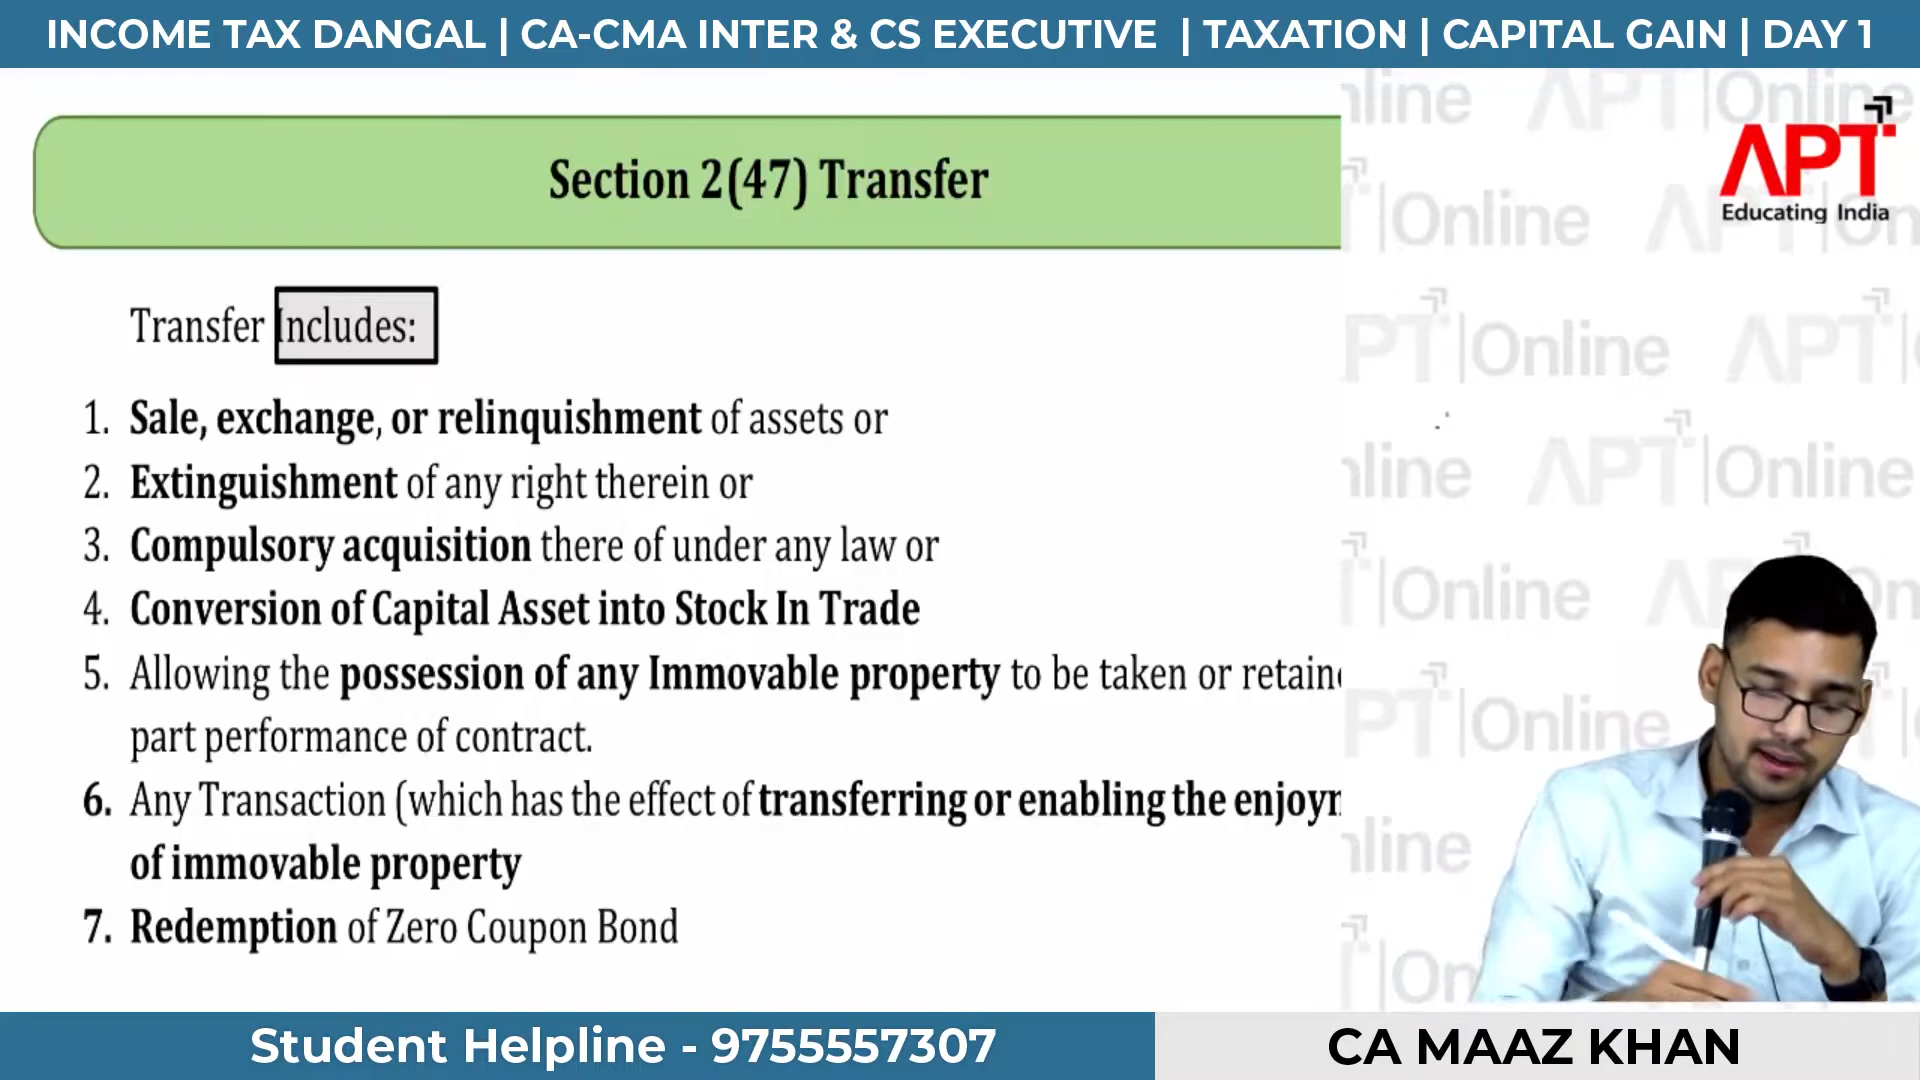 INCOME TAX DANGAL | CA-CMA INTER & CS EXECUTIVE | TAXATION | CAPITAL GAIN | DAY 1
APT
Educating India
Section 2(47) Transfer
Transfer Includes:
1. Sale, exchange, or relinquishment of assets or
2. Extinguishment of any right therein or
3. Compulsory acquisition there of under any law or
4. Conversion of Capital Asset into Stock In Trade
5. Allowing the possession of any Immovable property to be taken or
part performance of contract.
6. Any Transaction (which has the effect of transferring or enabling the
of immovable property
7. Redemption of Zero Coupon Bond
Student Helpline - 9755557307
CA MAAZ KHAN